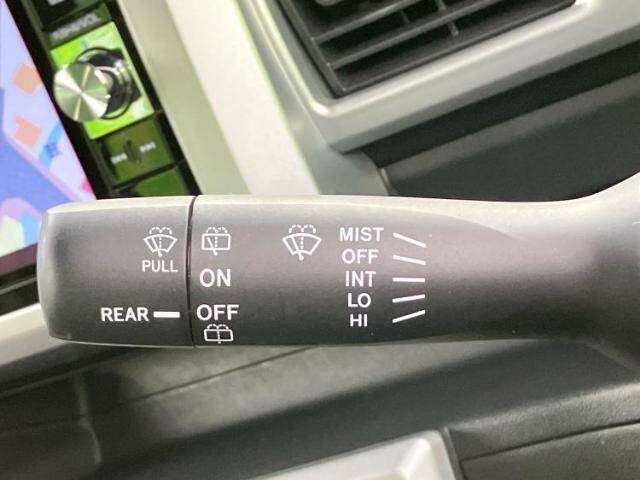 MIST
OFF
INT
LO
HI
PULL
ON
OFF
REAR